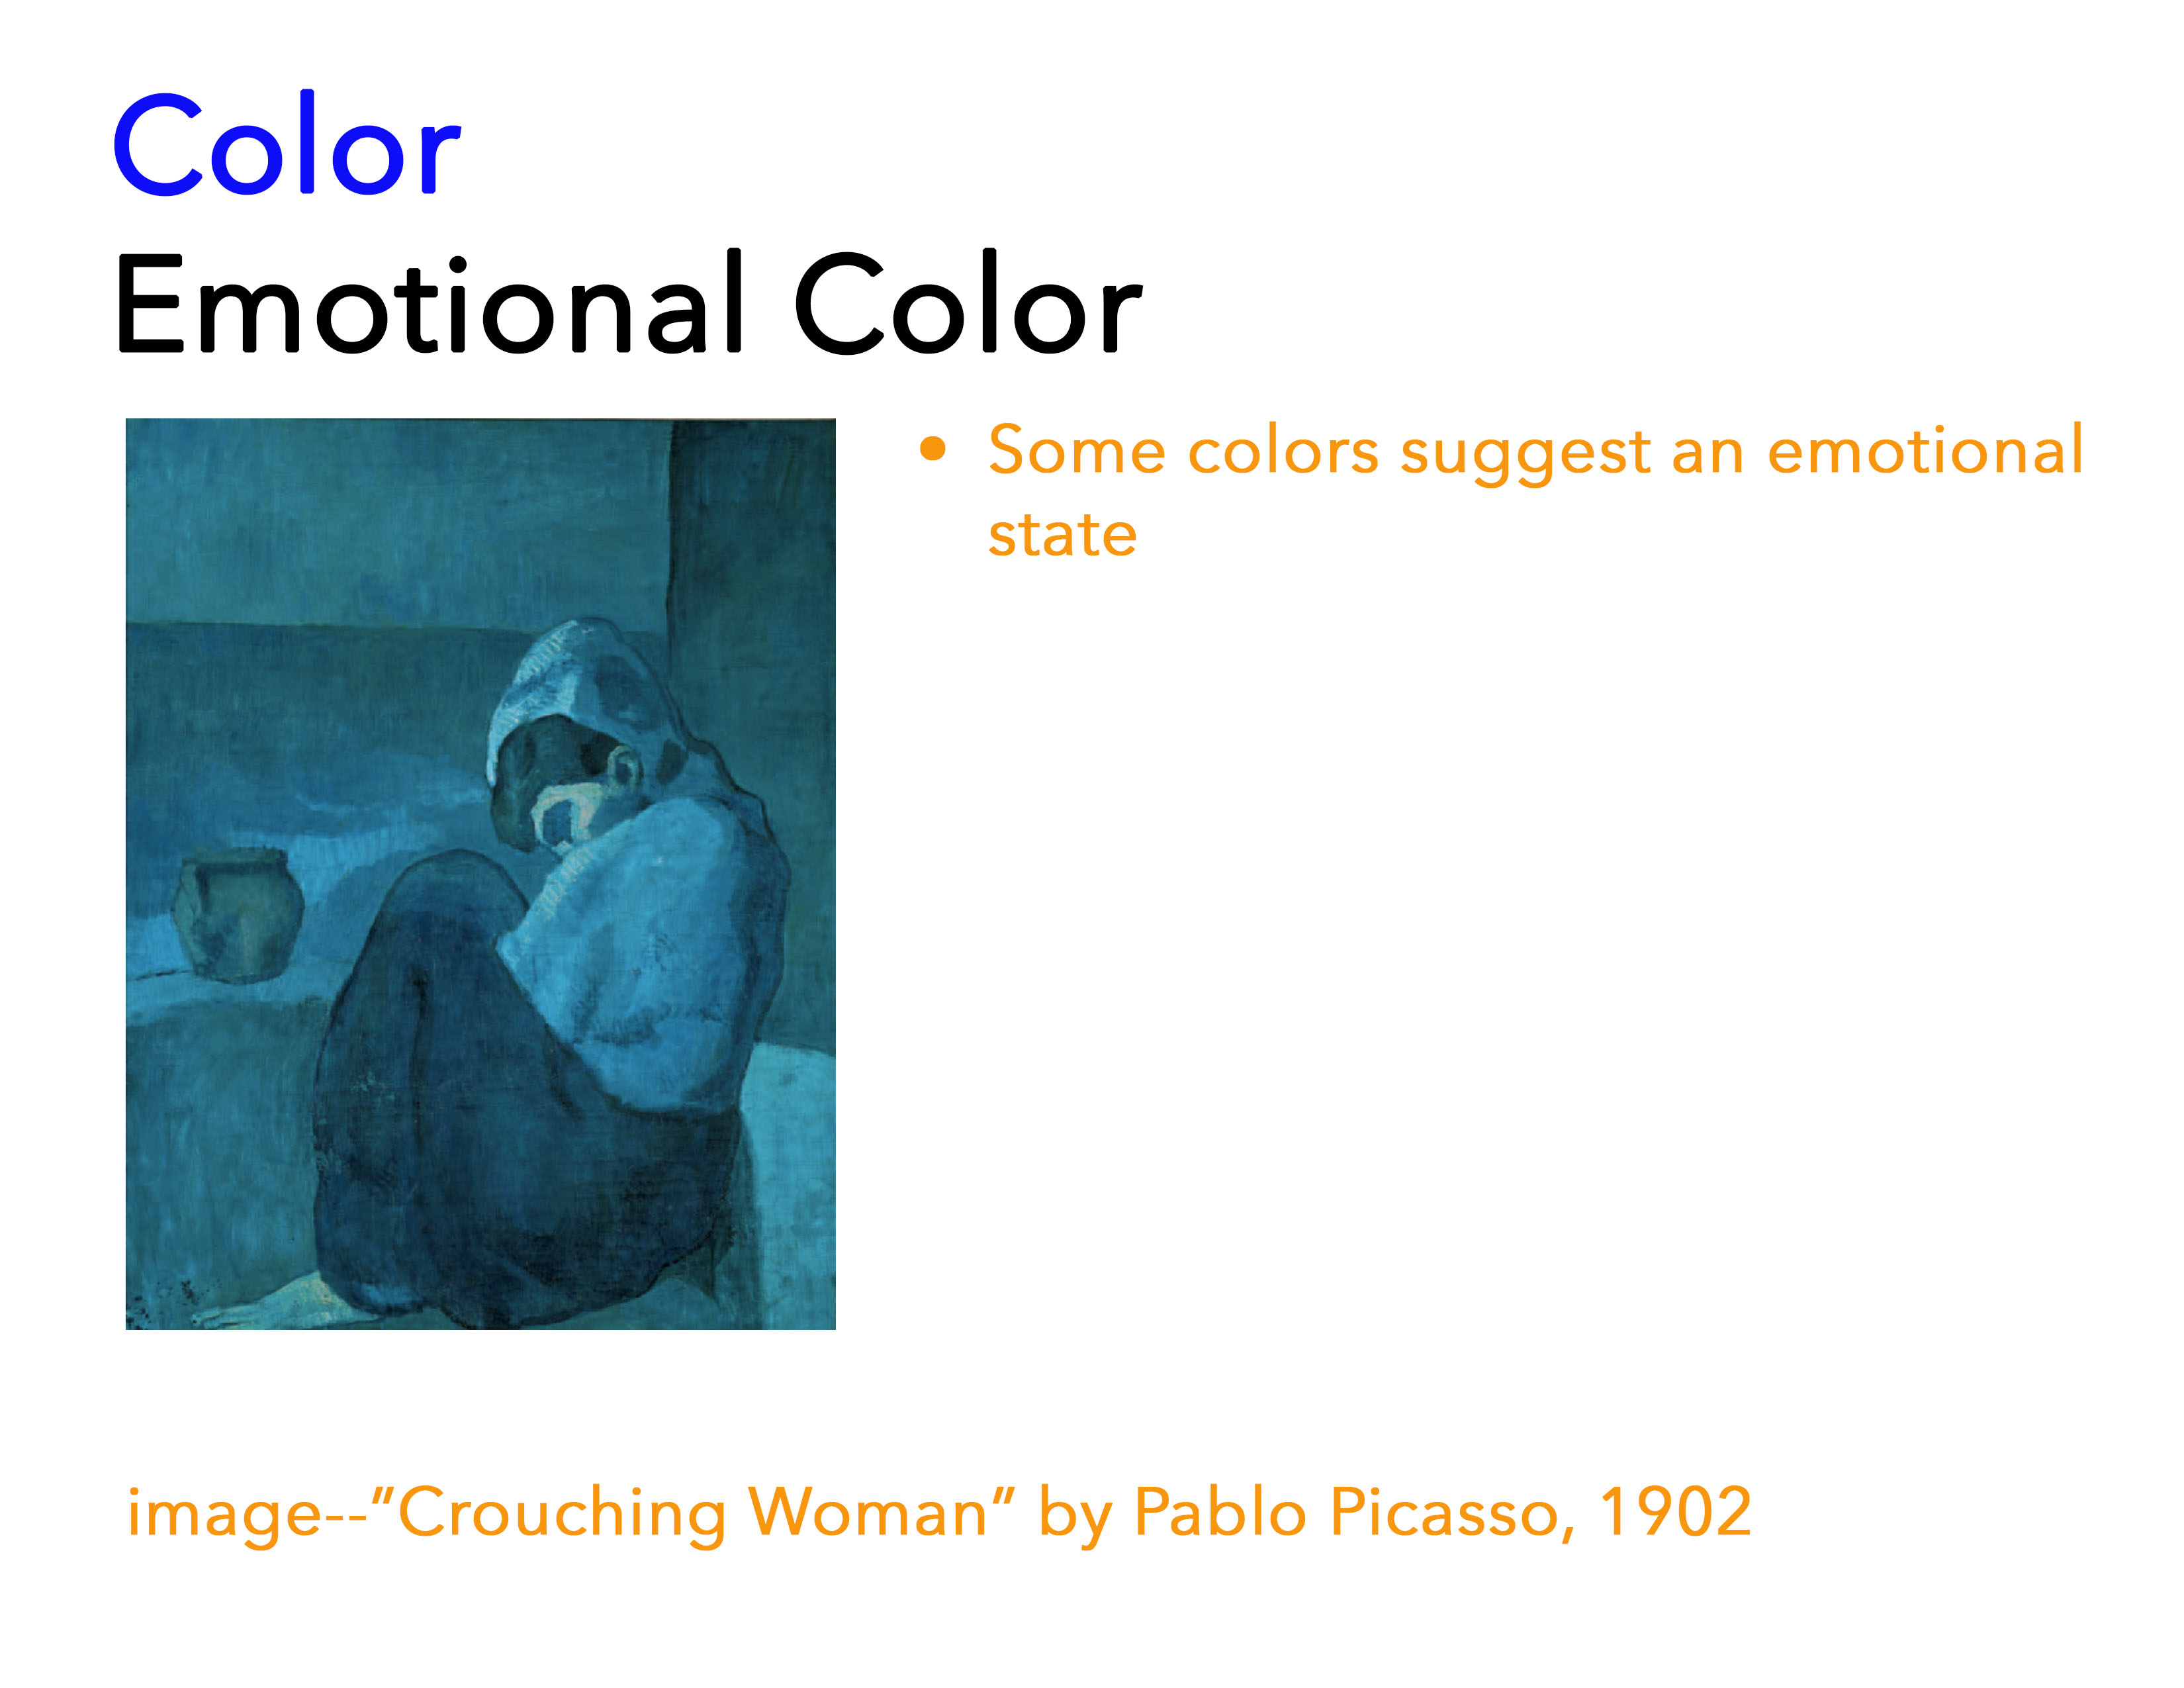 Color
Emotional Color
• Some colors suggest an emotional
state
image--"Crouching Woman" by Pablo Picasso, 1902